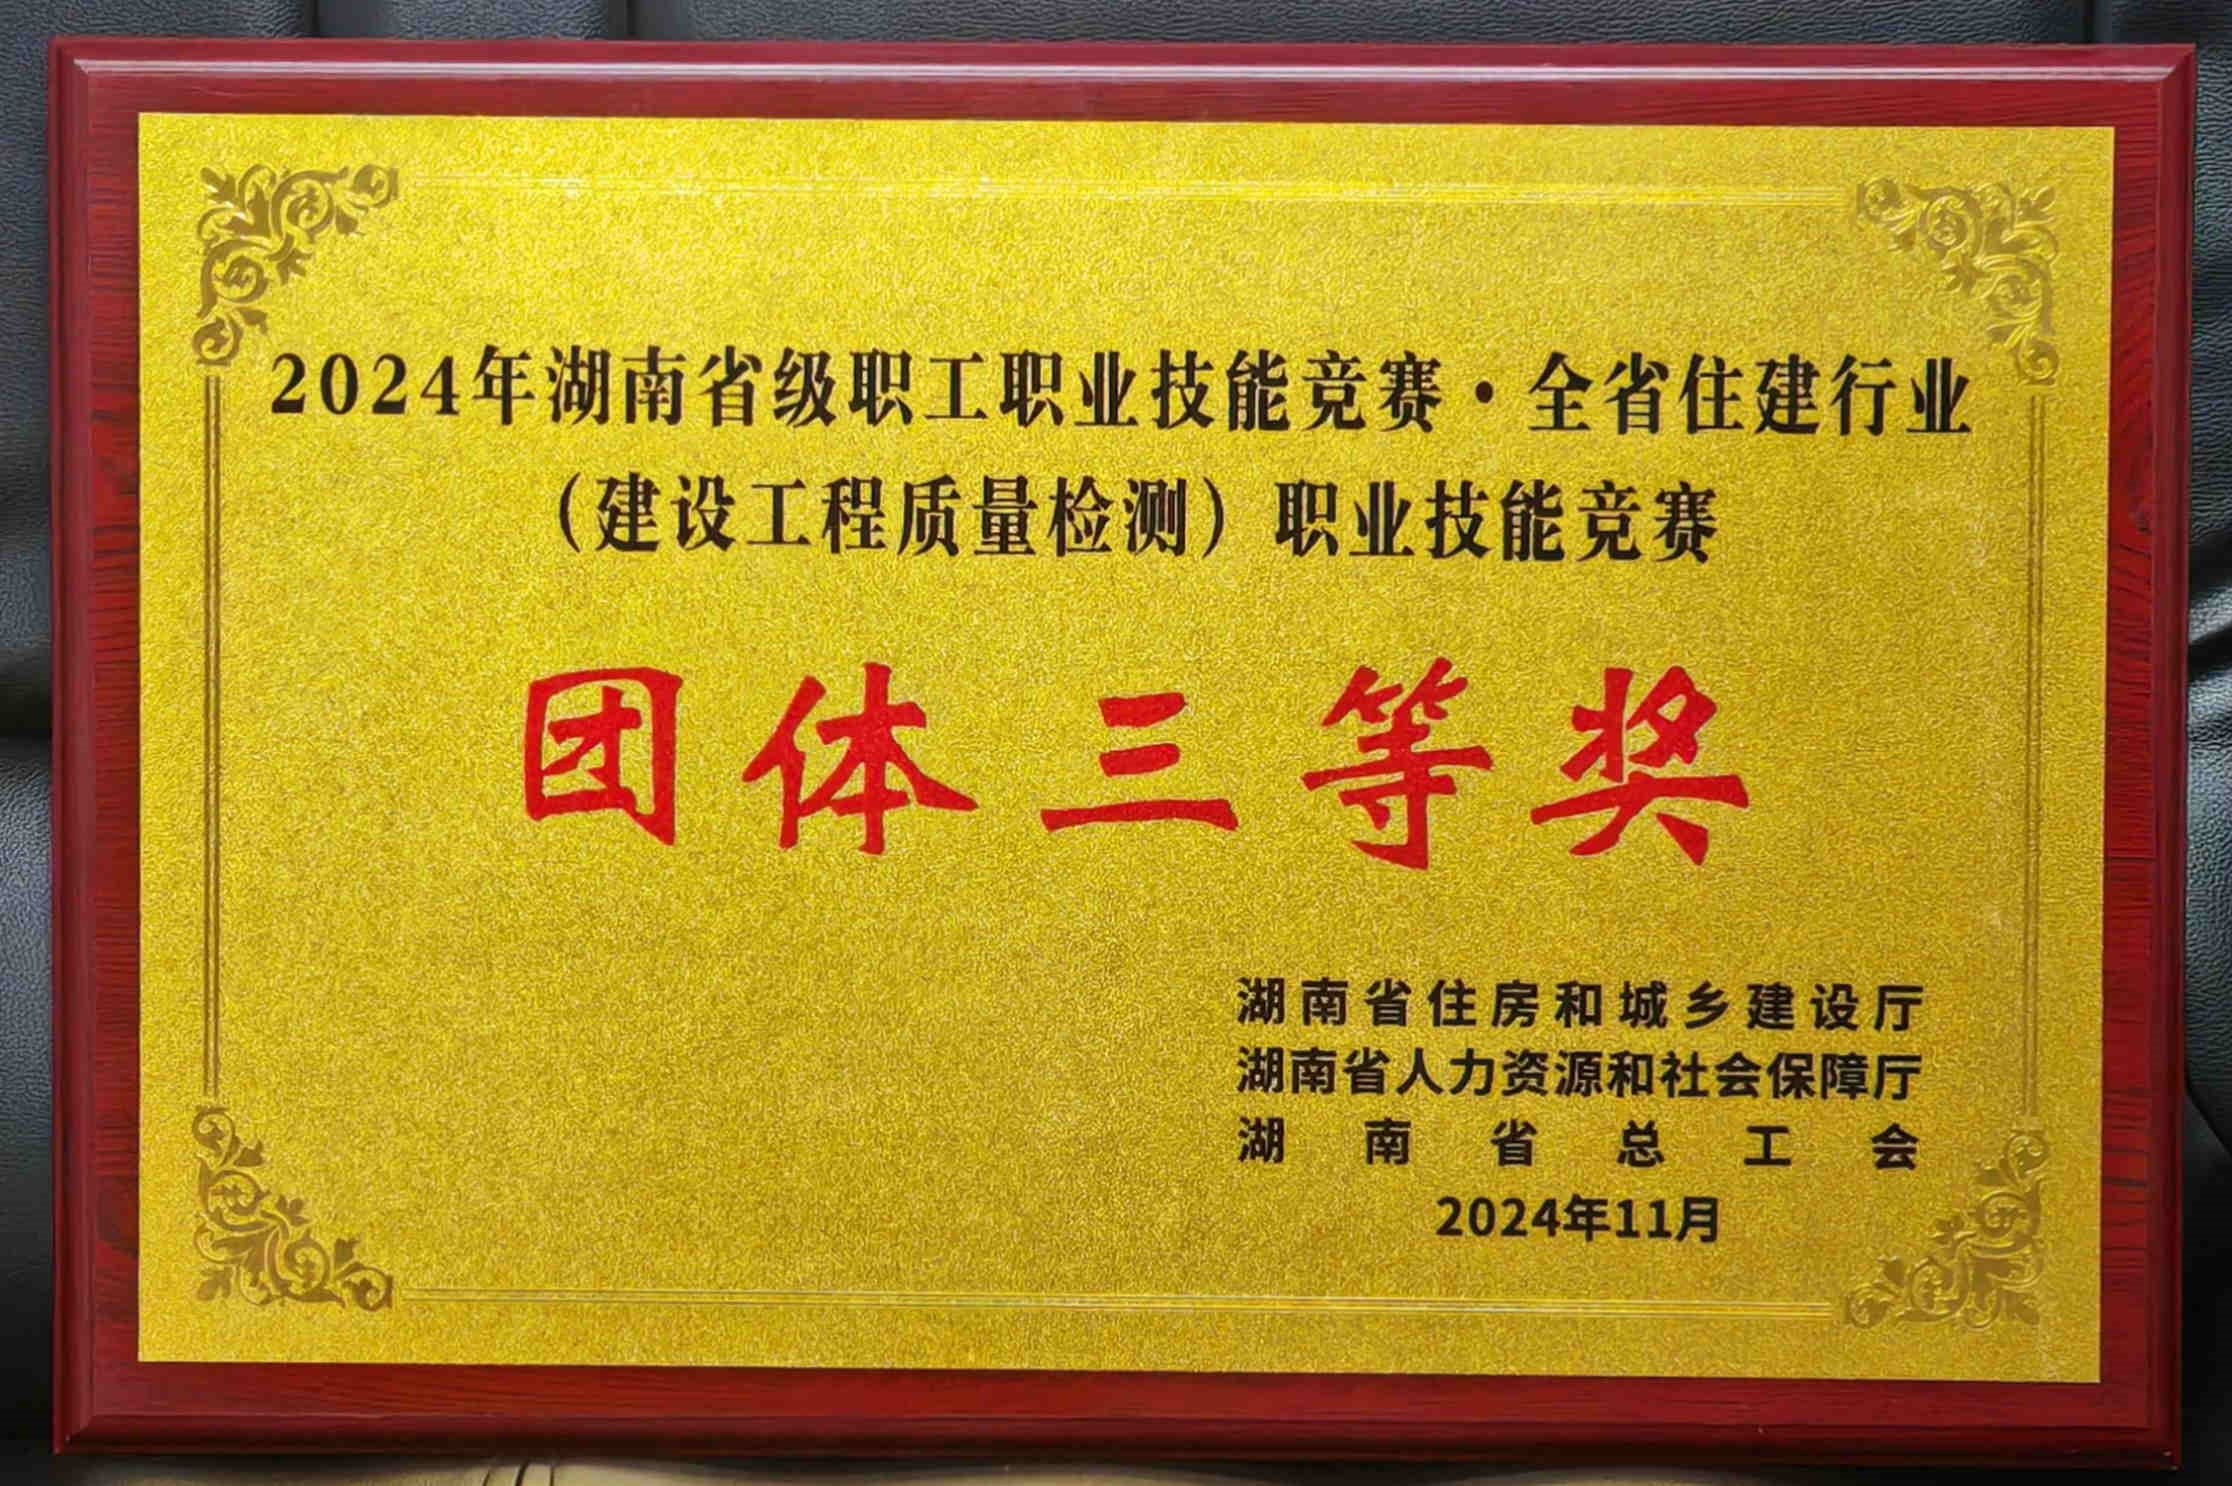 2024年湖南省级职工职业技能竞赛·全省住建行业
（建设工程质量检测）职业技能竞赛
团体三等奖
湖南省住房和城乡建设厅
湖南省人力资源和社会保障厅
湖南省总工会
2024年11月